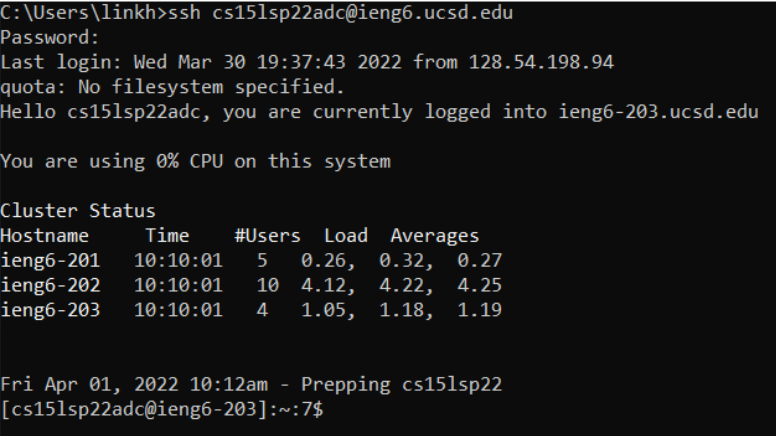 C:\Users\linkh>ssh cs15lsp22adc@ieng6.ucsd.edu
Password:
Last login: Wed Mar 30 19:37:43 2022 from 128.54.198.94
quota: No filesystem specified.
Hello cs15lsp22adc, you are currently logged into ieng6-203.ucsd.edu
You are using 0% CPU on this system
Cluster Status
Hostname     Time    #Users  Load  Averages
ieng6-201   10:10:01   5   0.26,  0.32,  0.27
ieng6-202   10:10:01   10  4.12,  4.22,  4.25
ieng6-203   10:10:01   4   1.05,  1.18,  1.19
Fri Apr 01, 2022 10:12am - Prepping cs15lsp22
[cs15lsp22adc@ieng6-203]:~:7$